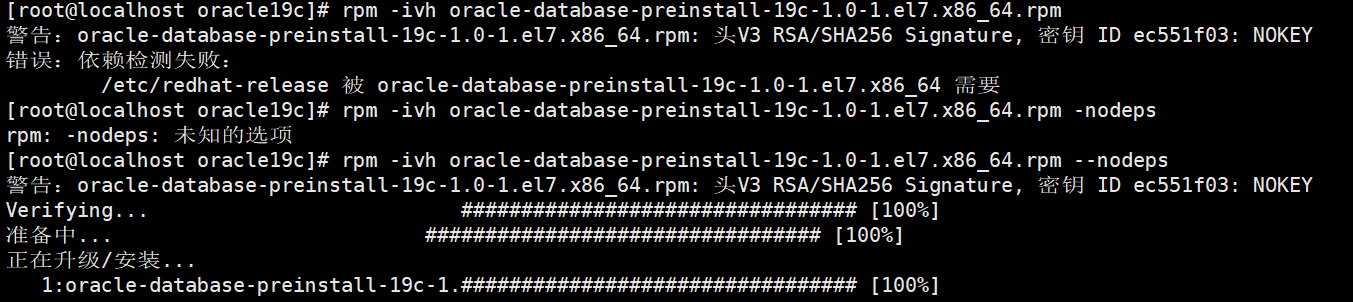 [root@localhost oracle19c]# rpm -ivh oracle-database-preinstall-19c-1.0-1.el7.x86_64.rpm
警告：oracle-database-preinstall-19c-1.0-1.el7.x86_64.rpm: 头V3 RSA/SHA256 Signature, 密钥 ID ec551f03: NOKEY
错误：依赖检测失败：
        /etc/redhat-release 被 oracle-database-preinstall-19c-1.0-1.el7.x86_64 需要
[root@localhost oracle19c]# rpm -ivh oracle-database-preinstall-19c-1.0-1.el7.x86_64.rpm -nodeps
rpm: -nodeps: 未知的选项
[root@localhost oracle19c]# rpm -ivh oracle-database-preinstall-19c-1.0-1.el7.x86_64.rpm --nodeps
警告：oracle-database-preinstall-19c-1.0-1.el7.x86_64.rpm: 头V3 RSA/SHA256 Signature, 密钥 ID ec551f03: NOKEY
Verifying...                          ################################# [100%]
准备中...                          ################################# [100%]
正在升级/安装...
   1:oracle-database-preinstall-19c-1.################################# [100%]